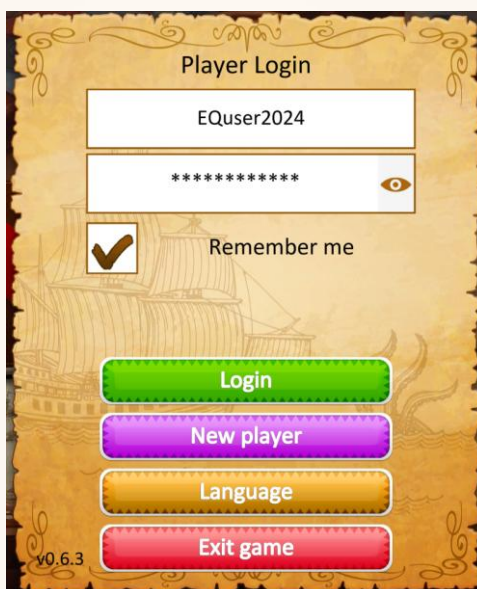 Player Login
EQuser2024
************
Remember me
Login
New player
Language
Exit game
v0.6.3